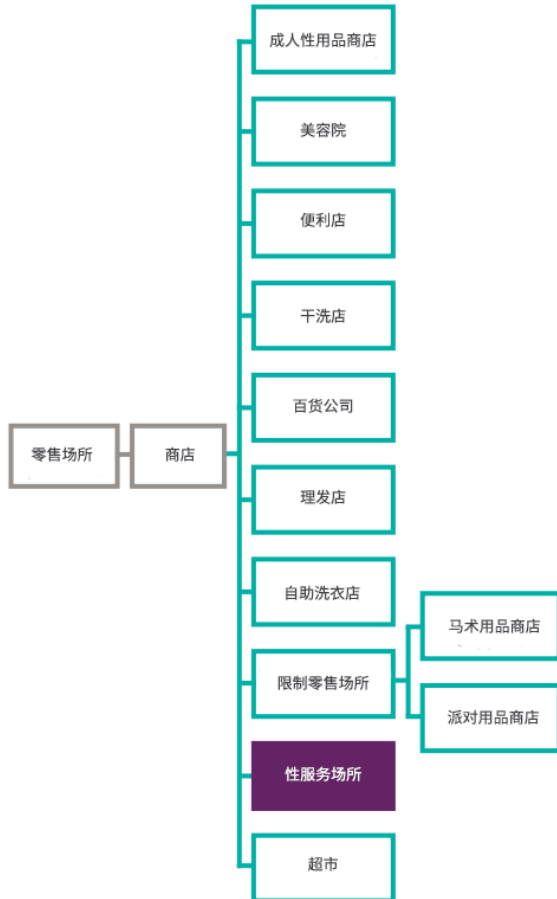 成人性用品商店
美容院
便利店
干洗店
百货公司
零售场所
商店
理发店
自助洗衣店
马术用品商店
限制零售场所
派对用品商店
性服务场所
超市